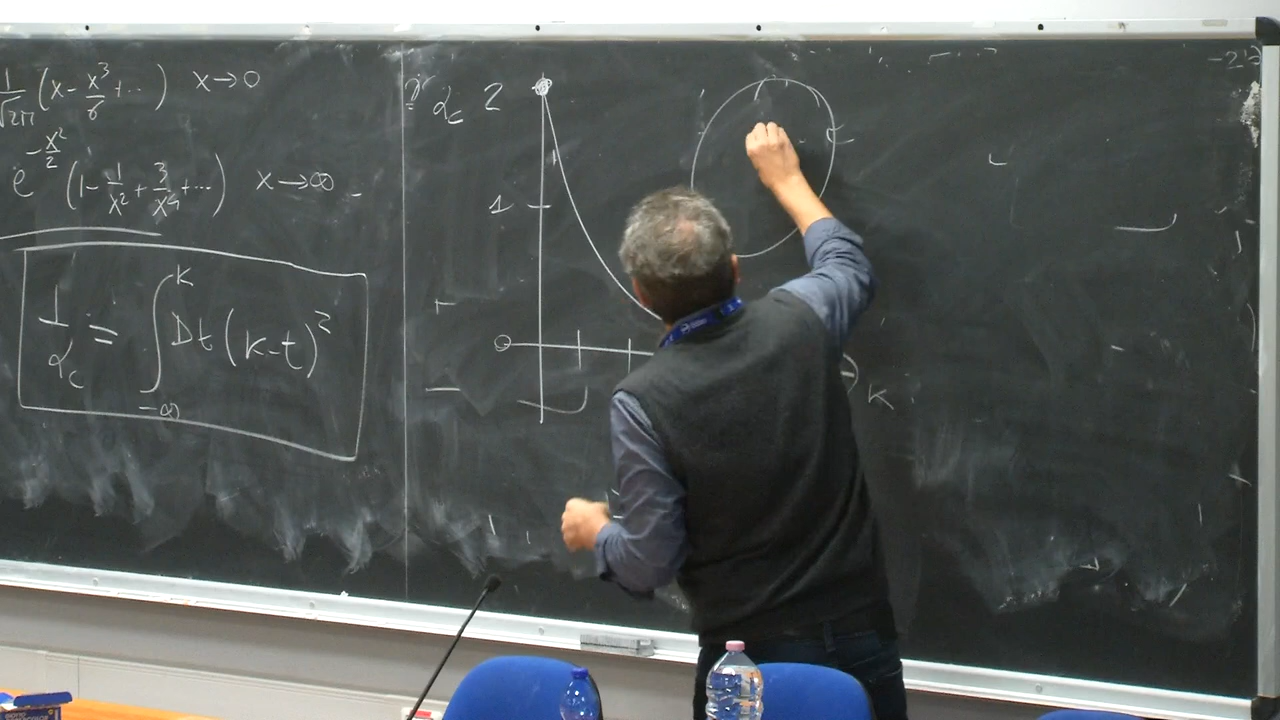 1/√2π (x - x³/6 + ...) x→0
e^(-x²/2) (1 - 1/x² + 3/x⁴ + ...) x→∞
1/α_c = ∫_{-∞}^{K} Dt (K-t)²
α_c 2
1
K